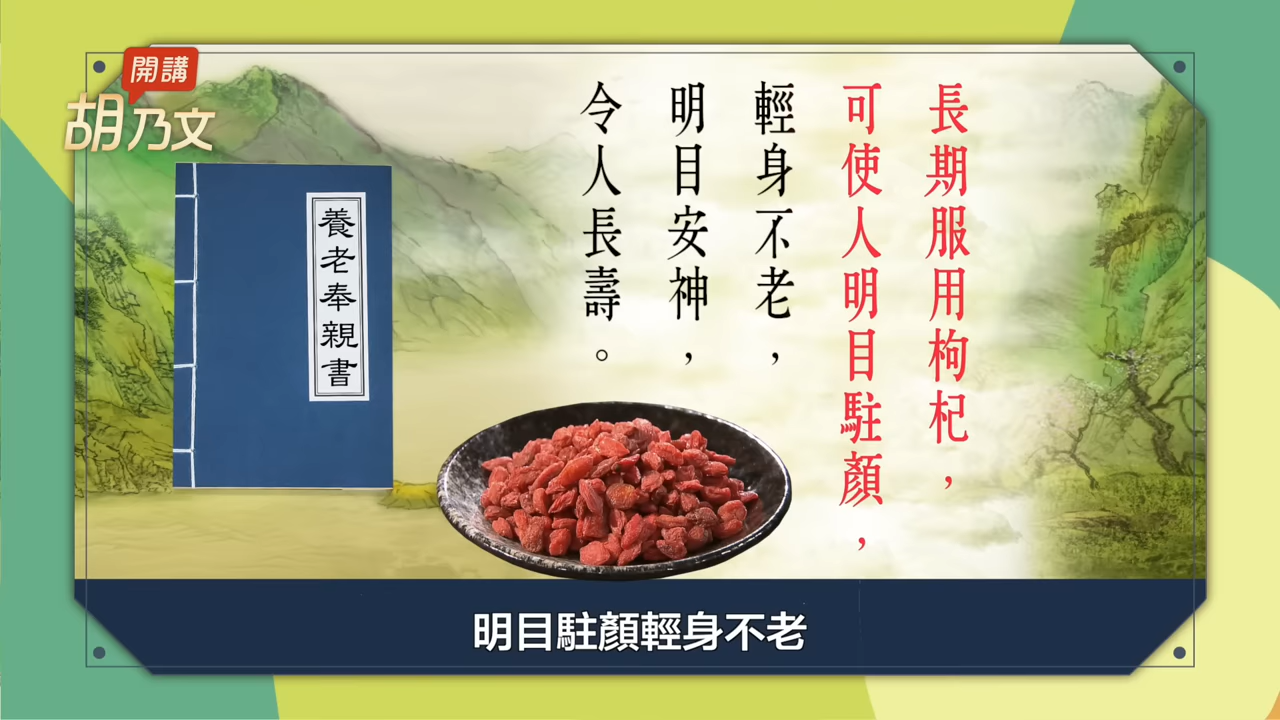 開講
胡乃文
養老奉親書
長期服用枸杞，
可使人明目駐顏，
輕身不老，
明目安神，
令人長壽。
明目駐顏輕身不老